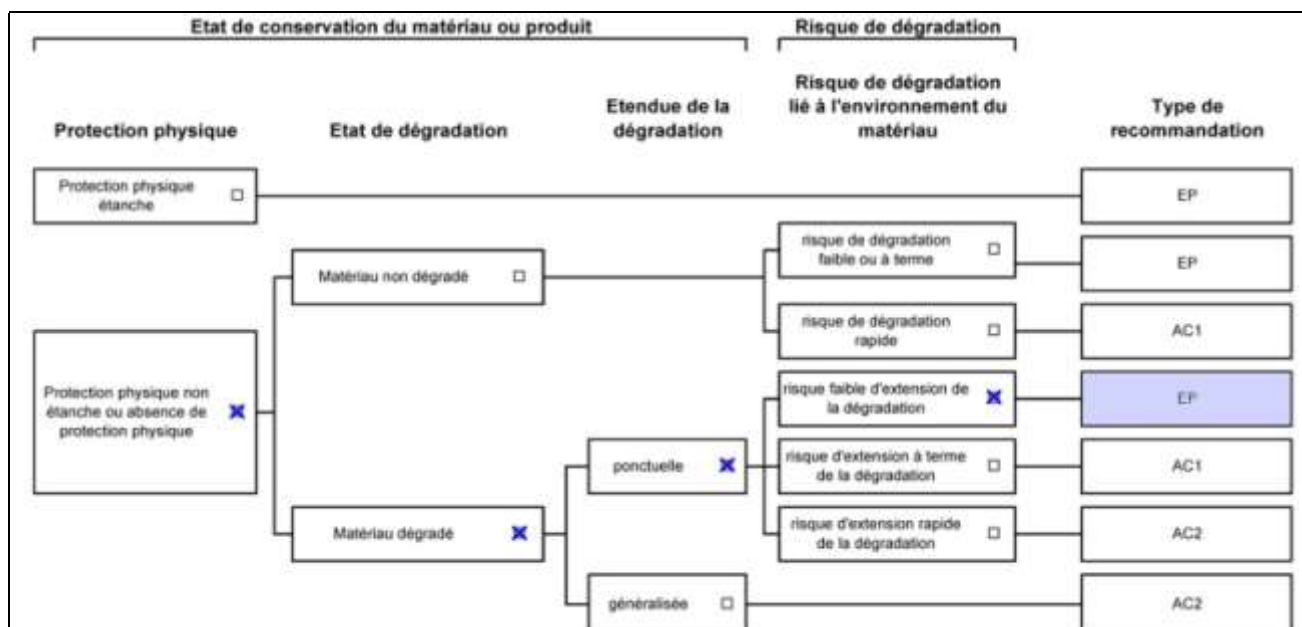 Etat de conservation du matériau ou produit
Risque de dégradation
Protection physique
Etat de dégradation
Etendue de la
dégradation
Risque de dégradation
lié à l'environnement du
matériau
Type de
recommandation
Protection physique
étanche
EP
Matériau non dégradé
risque de dégradation
faible ou à terme
EP
risque de dégradation
rapide
AC1
Protection physique non
étanche ou absence de
protection physique
risque faible d'extension de
la dégradation
EP
ponctuelle
risque d'extension à terme
de la dégradation
AC1
Matériau dégradé
risque d'extension rapide
de la dégradation
AC2
généralisée
AC2